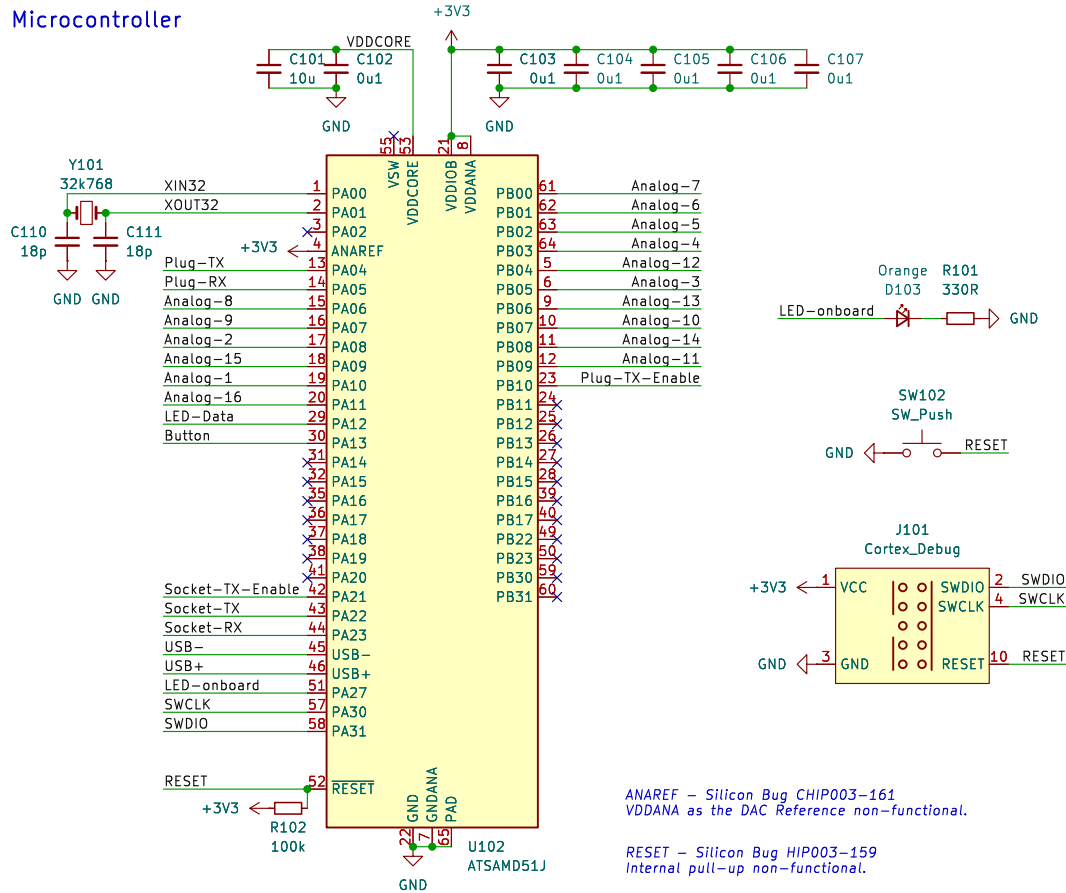 Microcontroller
+3V3
VDDCORE
C101
10u
C102
0u1
C103
0u1
C104
0u1
C105
0u1
C106
0u1
C107
0u1
GND
GND
55
53
21
8
VSW
VDDCORE
VDDIOB
VDDANA
Y101
32k768
C110
18p
C111
18p
GND
GND
XIN32 1 PA00
XOUT32 2 PA01
3 PA02
+3V3 4 ANAREF
Plug-TX 13 PA04
Plug-RX 14 PA05
Analog-8 15 PA06
Analog-9 16 PA07
Analog-2 17 PA08
Analog-15 18 PA09
Analog-1 19 PA10
Analog-16 20 PA11
LED-Data 29 PA12
Button 30 PA13
31 PA14
32 PA15
35 PA16
36 PA17
37 PA18
38 PA19
41 PA20
Socket-TX-Enable 42 PA21
Socket-TX 43 PA22
Socket-RX 44 PA23
USB- 45 USB-
USB+ 46 USB+
LED-onboard 51 PA27
SWCLK 57 PA30
SWDIO 58 PA31
RESET 52 RESET
+3V3
R102
100k
PB00 61 Analog-7
PB01 62 Analog-6
PB02 63 Analog-5
PB03 64 Analog-4
PB04 5 Analog-12
PB05 6 Analog-3
PB06 9 Analog-13
PB07 10 Analog-10
PB08 11 Analog-14
PB09 12 Analog-11
PB10 23 Plug-TX-Enable
PB11 24
PB12 25
PB13 26
PB14 27
PB15 28
PB16 39
PB17 40
PB22 49
PB23 50
PB30 59
PB31 60
GND
GNDANA
PAD
22
7
65
GND
U102
ATSAMD51J
Orange
D103
R101
330R
LED-onboard
GND
SW102
SW_Push
GND
RESET
J101
Cortex_Debug
+3V3 1 VCC
SWDIO 2 SWDIO
SWCLK 4 SWCLK
GND 3 GND
RESET 10 RESET
ANAREF - Silicon Bug CHIP003-161
VDDANA as the DAC Reference non-functional.
RESET - Silicon Bug HIP003-159
Internal pull-up non-functional.